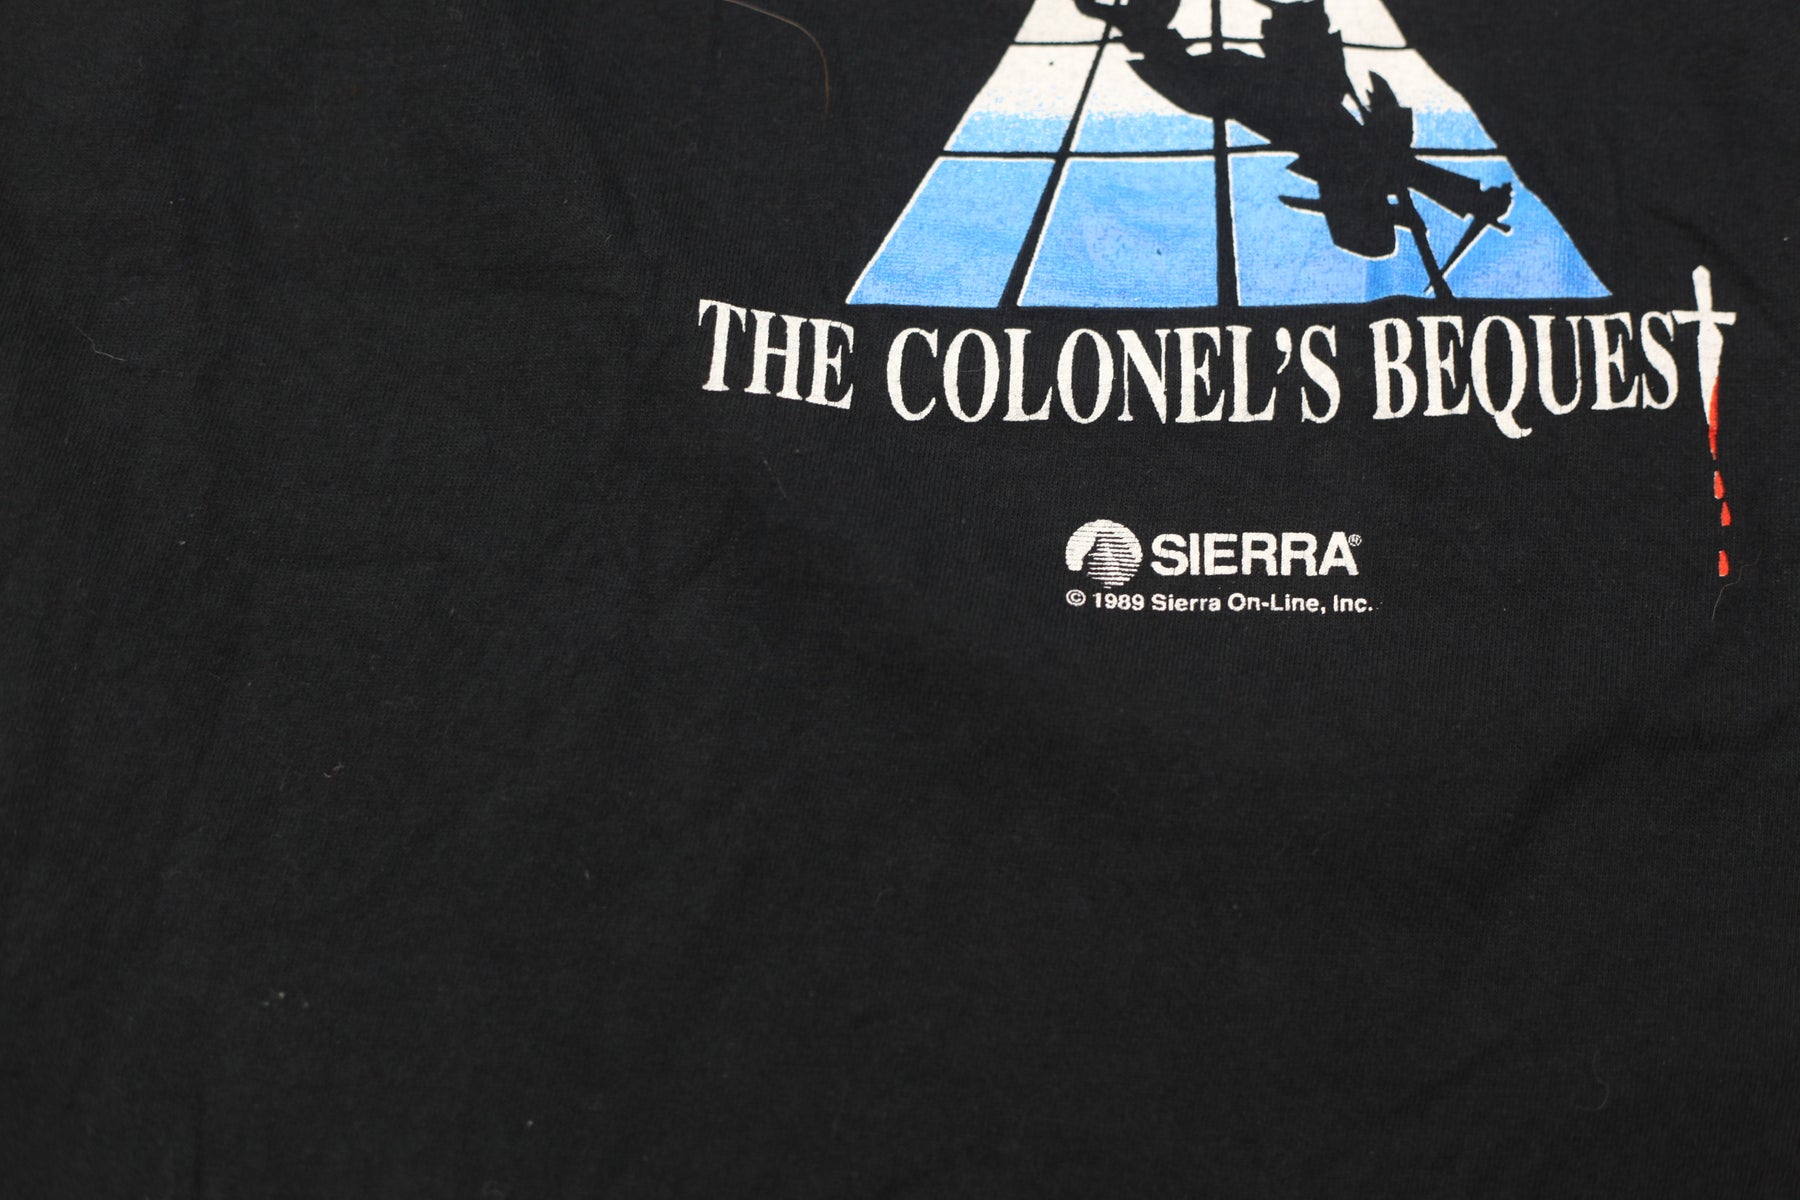 THE COLONEL'S BEQUEST
SIERRA®
© 1989 Sierra On-Line, Inc.